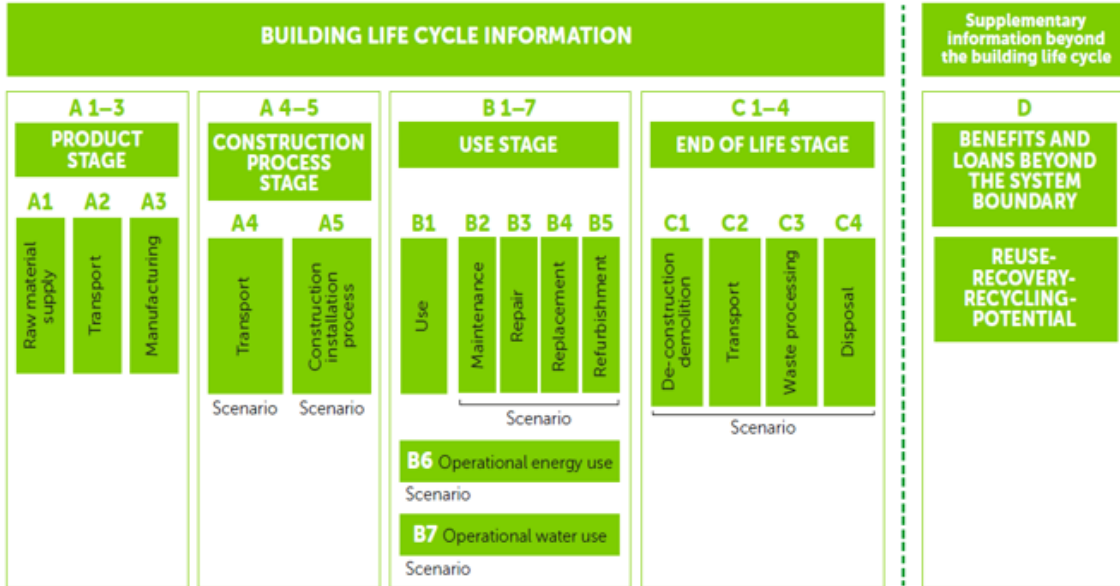 BUILDING LIFE CYCLE INFORMATION
Supplementary
information beyond
the building life cycle
A 1–3
PRODUCT
STAGE
A1
A2
A3
Raw material
supply
Transport
Manufacturing
A 4–5
CONSTRUCTION
PROCESS
STAGE
A4
A5
Transport
Construction
installation
process
Scenario
Scenario
B 1–7
USE STAGE
B1
B2
B3
B4
B5
Use
Maintenance
Repair
Replacement
Refurbishment
Scenario
B6 Operational energy use
Scenario
B7 Operational water use
Scenario
C 1–4
END OF LIFE STAGE
C1
C2
C3
C4
De-construction
demolition
Transport
Waste processing
Disposal
Scenario
D
BENEFITS AND
LOANS BEYOND
THE SYSTEM
BOUNDARY
REUSE-
RECOVERY-
RECYCLING-
POTENTIAL